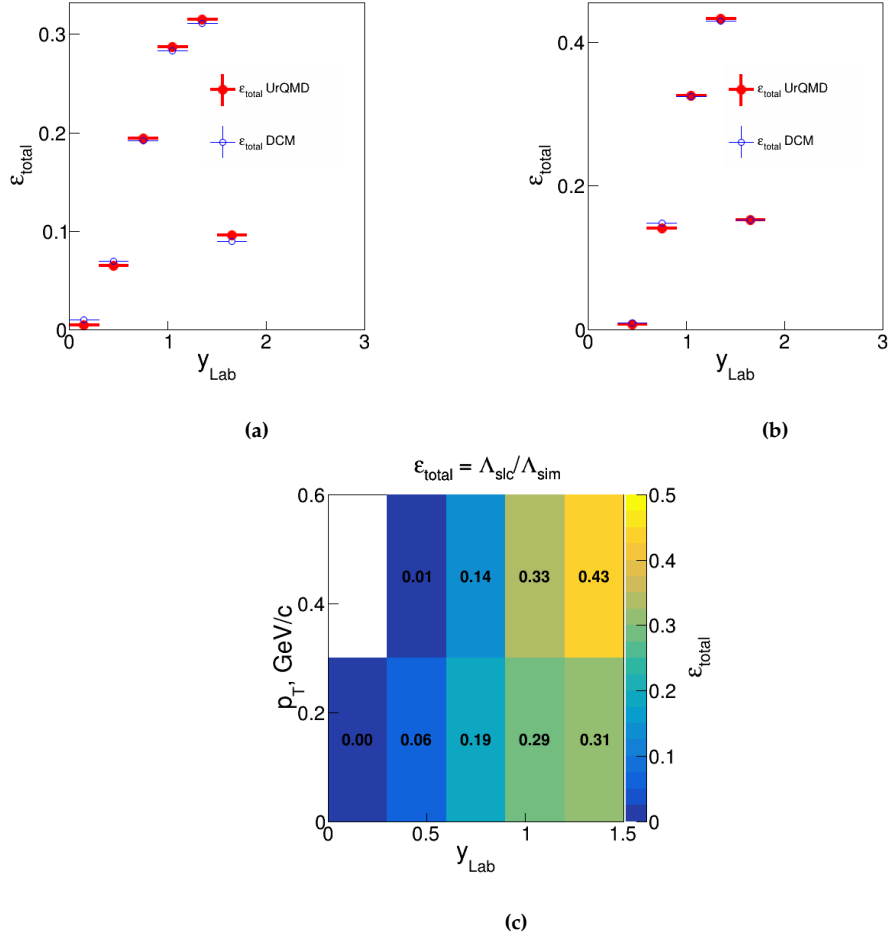 0.3
0.2
0.1
0
ε_total
ε_total UrQMD
ε_total DCM
0 1 2 3
y_Lab
(a)
0.4
0.2
0
ε_total
ε_total UrQMD
ε_total DCM
0 1 2 3
y_Lab
(b)
ε_total = Λ_slc/Λ_sim
0.6
0.4
0.2
0
p_T, GeV/c
0.01 0.14 0.33 0.43
0.00 0.06 0.19 0.29 0.31
0 0.5 1 1.5
y_Lab
0.5
0.4
0.3
0.2
0.1
0
ε_total
(c)